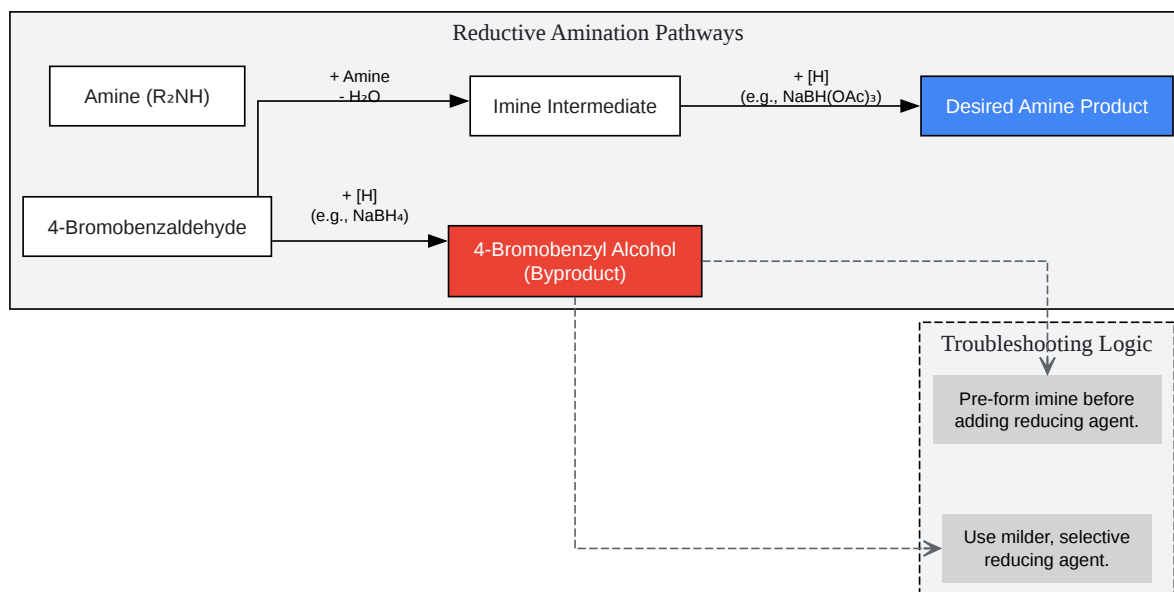 Reductive Amination Pathways
Amine (R₂NH)
+ Amine
- H₂O
Imine Intermediate
+ [H]
(e.g., NaBH(OAc)₃)
Desired Amine Product
4-Bromobenzaldehyde
+ [H]
(e.g., NaBH₄)
4-Bromobenzyl Alcohol
(Byproduct)
Troubleshooting Logic
Pre-form imine before
adding reducing agent.
Use milder, selective
reducing agent.